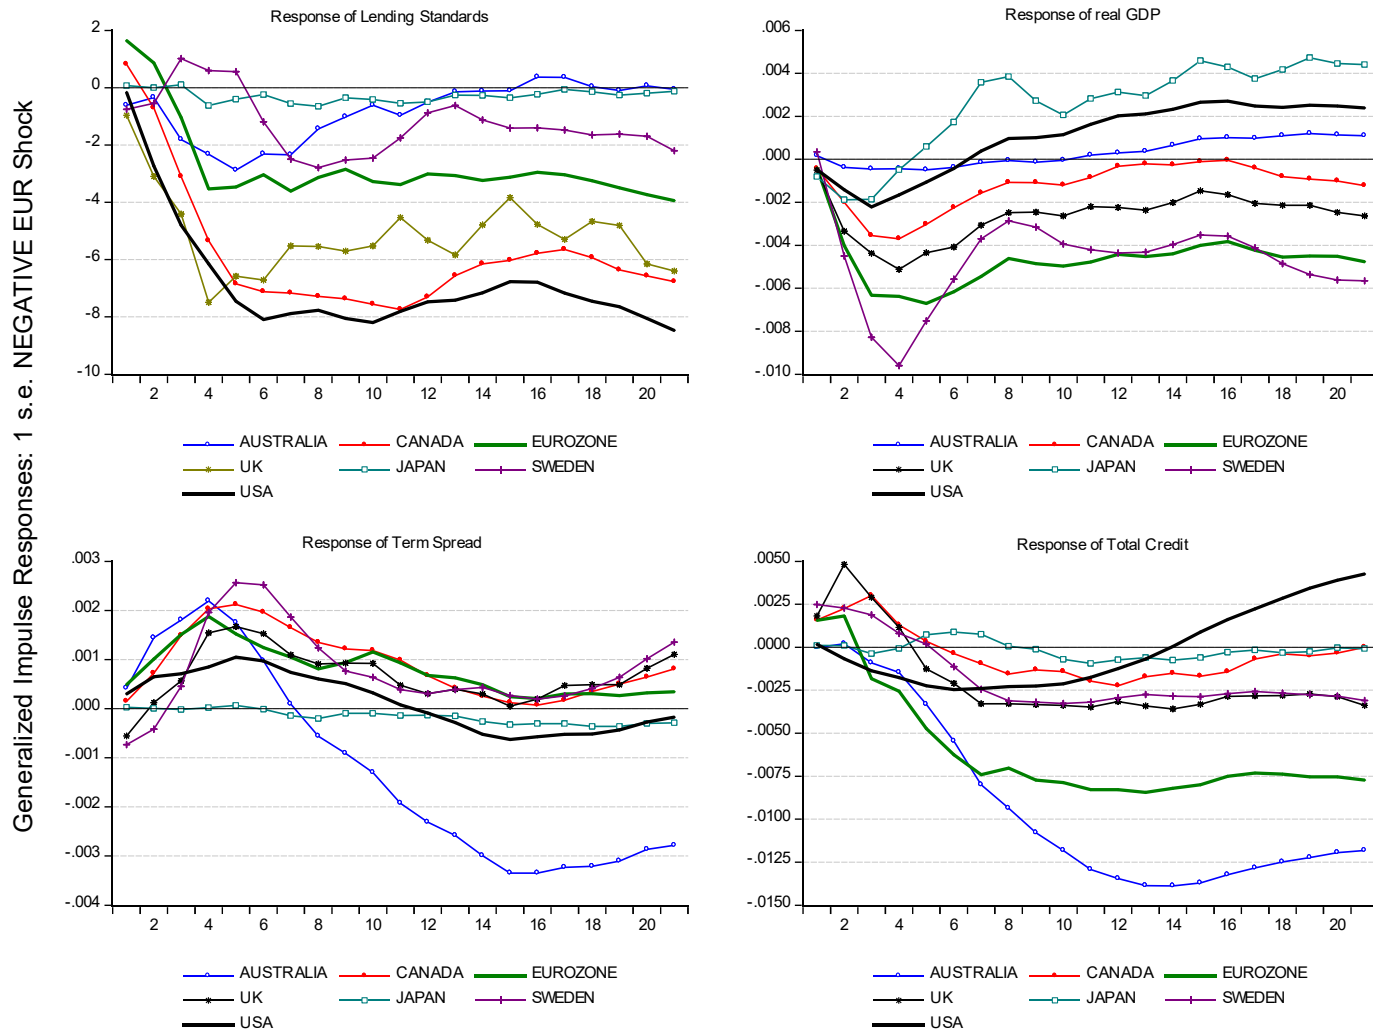 Generalized Impulse Responses: 1 s.e. NEGATIVE EUR Shock
Response of Lending Standards
2
0
-2
-4
-6
-8
-10
2 4 6 8 10 12 14 16 18 20
AUSTRALIA CANADA EUROZONE
UK JAPAN SWEDEN
USA
Response of real GDP
.006
.004
.002
.000
-.002
-.004
-.006
-.008
-.010
2 4 6 8 10 12 14 16 18 20
AUSTRALIA CANADA EUROZONE
UK JAPAN SWEDEN
USA
Response of Term Spread
.003
.002
.001
.000
-.001
-.002
-.003
-.004
2 4 6 8 10 12 14 16 18 20
AUSTRALIA CANADA EUROZONE
UK JAPAN SWEDEN
USA
Response of Total Credit
.0050
.0025
.0000
-.0025
-.0050
-.0075
-.0100
-.0125
-.0150
2 4 6 8 10 12 14 16 18 20
AUSTRALIA CANADA EUROZONE
UK JAPAN SWEDEN
USA